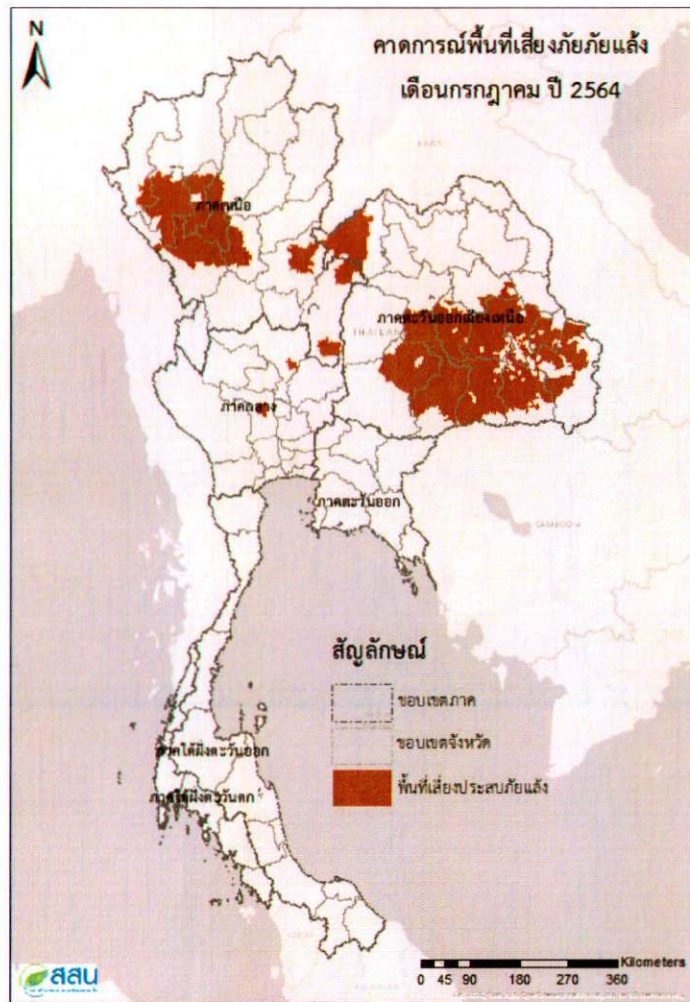 N
คาดการณ์พื้นที่เสี่ยงภัยภัยแล้ง
เดือนกรกฎาคม ปี 2564
ภาคเหนือ
ภาคตะวันออกเฉียงเหนือ
THAILAND
ภาคกลาง
ภาคตะวันออก
CAMBODIA
สัญลักษณ์
ขอบเขตภาค
ขอบเขตจังหวัด
พื้นที่เสี่ยงประสบภัยแล้ง
ภาคใต้ฝั่งตะวันออก
ภาคใต้ฝั่งตะวันตก
สสน
Kilometers
0 45 90 180 270 360